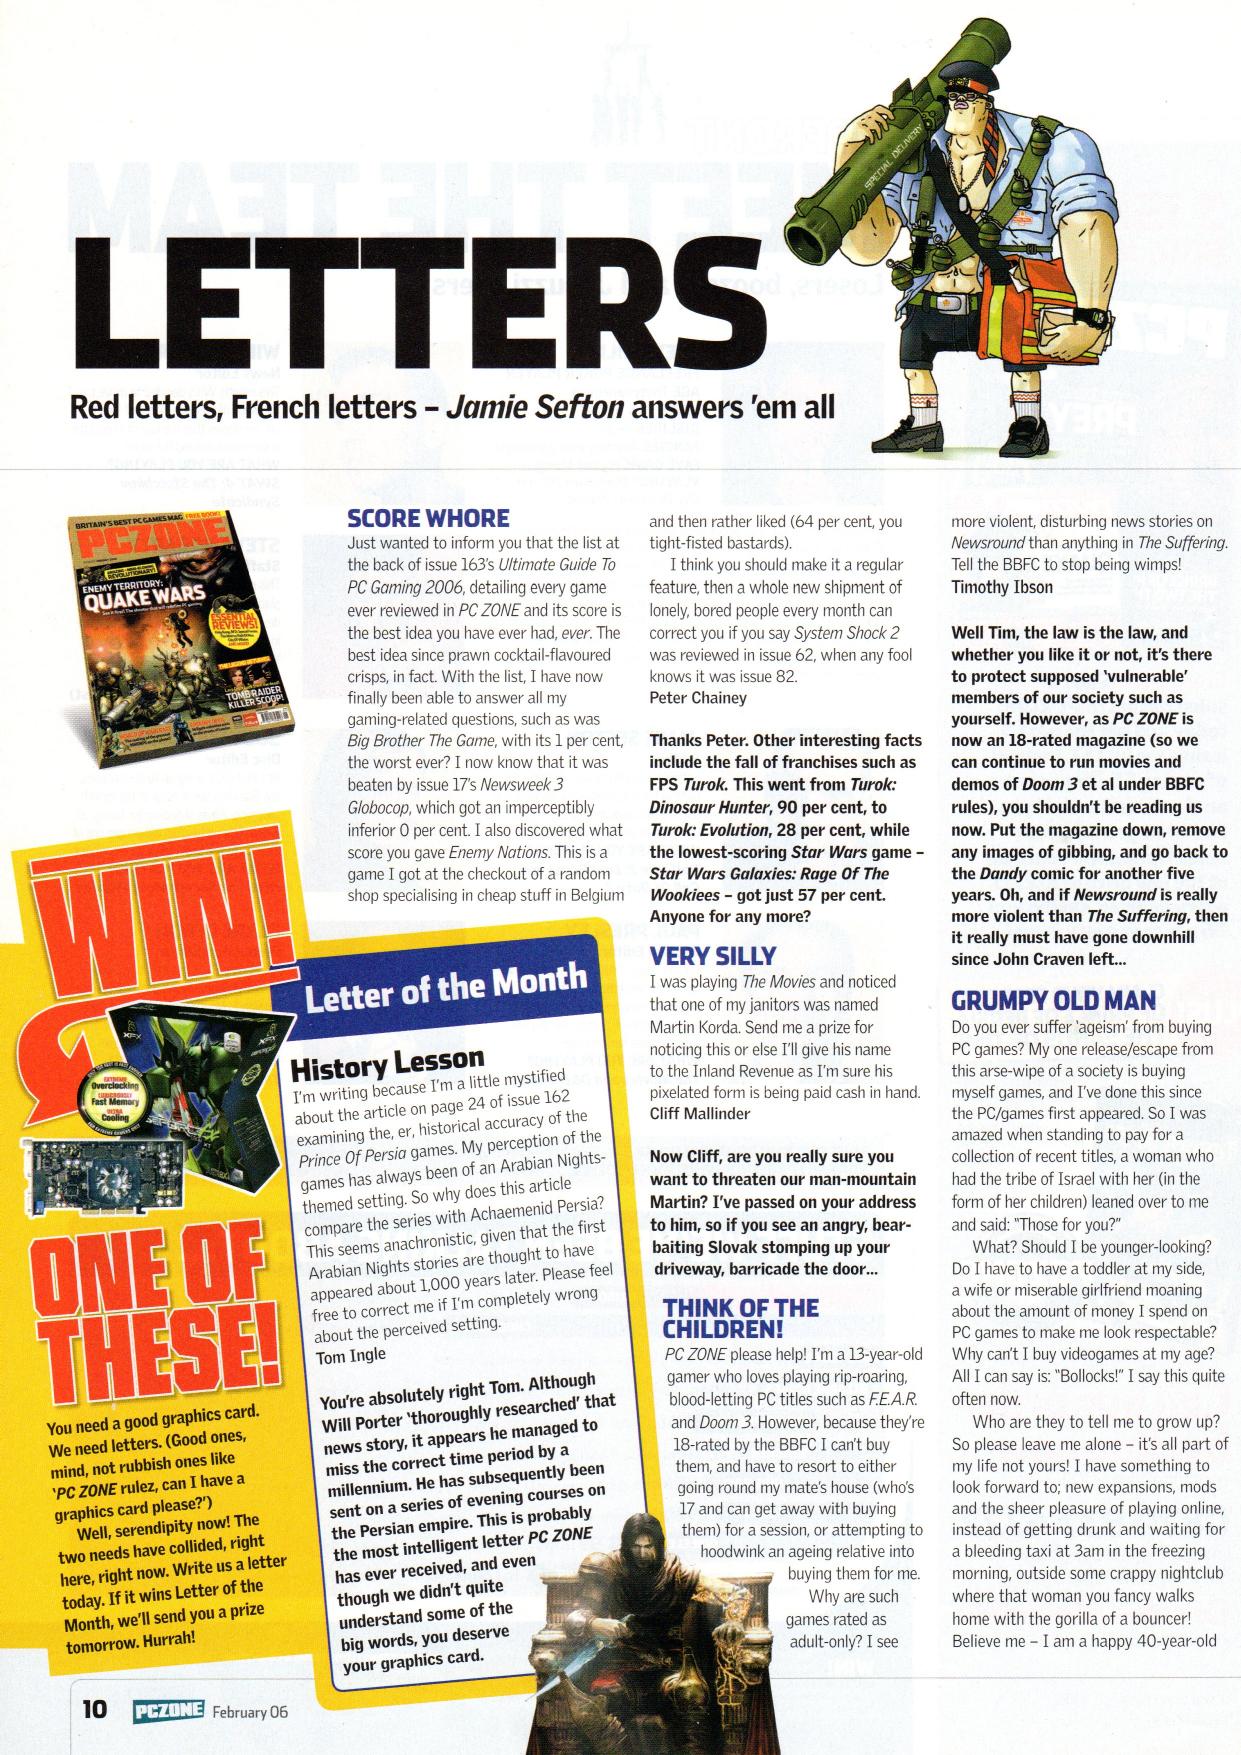 SPECIAL DELIVERY
LETTERS
Red letters, French letters – Jamie Sefton answers 'em all
BRITAIN'S BEST PC GAMES MAG FREE BOOK!
PCZONE
ENEMY TERRITORY:
QUAKE WARS
ESSENTIAL
REVIEWS!
TOMB RAIDER
KILLER SCOOP!
SCORE WHORE
Just wanted to inform you that the list at
the back of issue 163's Ultimate Guide To
PC Gaming 2006, detailing every game
ever reviewed in PC ZONE and its score is
the best idea you have ever had, ever. The
best idea since prawn cocktail-flavoured
crisps, in fact. With the list, I have now
finally been able to answer all my
gaming-related questions, such as was
Big Brother The Game, with its 1 per cent,
the worst ever? I now know that it was
beaten by issue 17's Newsweek 3
Globocop, which got an imperceptibly
inferior 0 per cent. I also discovered what
score you gave Enemy Nations. This is a
game I got at the checkout of a random
shop specialising in cheap stuff in Belgium
and then rather liked (64 per cent, you
tight-fisted bastards).
I think you should make it a regular
feature, then a whole new shipment of
lonely, bored people every month can
correct you if you say System Shock 2
was reviewed in issue 62, when any fool
knows it was issue 82.
Peter Chainey
Thanks Peter. Other interesting facts
include the fall of franchises such as
FPS Turok. This went from Turok:
Dinosaur Hunter, 90 per cent, to
Turok: Evolution, 28 per cent, while
the lowest-scoring Star Wars game –
Star Wars Galaxies: Rage Of The
Wookiees – got just 57 per cent.
Anyone for any more?
VERY SILLY
I was playing The Movies and noticed
that one of my janitors was named
Martin Korda. Send me a prize for
noticing this or else I'll give his name
to the Inland Revenue as I'm sure his
pixelated form is being paid cash in hand.
Cliff Mallinder
Now Cliff, are you really sure you
want to threaten our man-mountain
Martin? I've passed on your address
to him, so if you see an angry, bear-
baiting Slovak stomping up your
driveway, barricade the door...
THINK OF THE
CHILDREN!
PC ZONE please help! I'm a 13-year-old
gamer who loves playing rip-roaring,
blood-letting PC titles such as F.E.A.R.
and Doom 3. However, because they're
18-rated by the BBFC I can't buy
them, and have to resort to either
going round my mate's house (who's
17 and can get away with buying
them) for a session, or attempting to
hoodwink an ageing relative into
buying them for me.
Why are such
games rated as
adult-only? I see
more violent, disturbing news stories on
Newsround than anything in The Suffering.
Tell the BBFC to stop being wimps!
Timothy Ibson
Well Tim, the law is the law, and
whether you like it or not, it's there
to protect supposed 'vulnerable'
members of our society such as
yourself. However, as PC ZONE is
now an 18-rated magazine (so we
can continue to run movies and
demos of Doom 3 et al under BBFC
rules), you shouldn't be reading us
now. Put the magazine down, remove
any images of gibbing, and go back to
the Dandy comic for another five
years. Oh, and if Newsround is really
more violent than The Suffering, then
it really must have gone downhill
since John Craven left...
GRUMPY OLD MAN
Do you ever suffer 'ageism' from buying
PC games? My one release/escape from
this arse-wipe of a society is buying
myself games, and I've done this since
the PC/games first appeared. So I was
amazed when standing to pay for a
collection of recent titles, a woman who
had the tribe of Israel with her (in the
form of her children) leaned over to me
and said: "Those for you?"
What? Should I be younger-looking?
Do I have to have a toddler at my side,
a wife or miserable girlfriend moaning
about the amount of money I spend on
PC games to make me look respectable?
Why can't I buy videogames at my age?
All I can say is: "Bollocks!" I say this quite
often now.
Who are they to tell me to grow up?
So please leave me alone – it's all part of
my life not yours! I have something to
look forward to; new expansions, mods
and the sheer pleasure of playing online,
instead of getting drunk and waiting for
a bleeding taxi at 3am in the freezing
morning, outside some crappy nightclub
where that woman you fancy walks
home with the gorilla of a bouncer!
Believe me – I am a happy 40-year-old
WIN!
XFX
EXTREME
Overclocking
LUDICROUSLY
Fast Memory
ULTRA
Cooling
ONE OF
THESE!
You need a good graphics card.
We need letters. (Good ones,
mind, not rubbish ones like
'PC ZONE rulez, can I have a
graphics card please?')
Well, serendipity now! The
two needs have collided, right
here, right now. Write us a letter
today. If it wins Letter of the
Month, we'll send you a prize
tomorrow. Hurrah!
Letter of the Month
History Lesson
I'm writing because I'm a little mystified
about the article on page 24 of issue 162
examining the, er, historical accuracy of the
Prince Of Persia games. My perception of the
games has always been of an Arabian Nights-
themed setting. So why does this article
compare the series with Achaemenid Persia?
This seems anachronistic, given that the first
Arabian Nights stories are thought to have
appeared about 1,000 years later. Please feel
free to correct me if I'm completely wrong
about the perceived setting.
Tom Ingle
You're absolutely right Tom. Although
Will Porter 'thoroughly researched' that
news story, it appears he managed to
miss the correct time period by a
millennium. He has subsequently been
sent on a series of evening courses on
the Persian empire. This is probably
the most intelligent letter PC ZONE
has ever received, and even
though we didn't quite
understand some of the
big words, you deserve
your graphics card.
10 PCZONE February 06